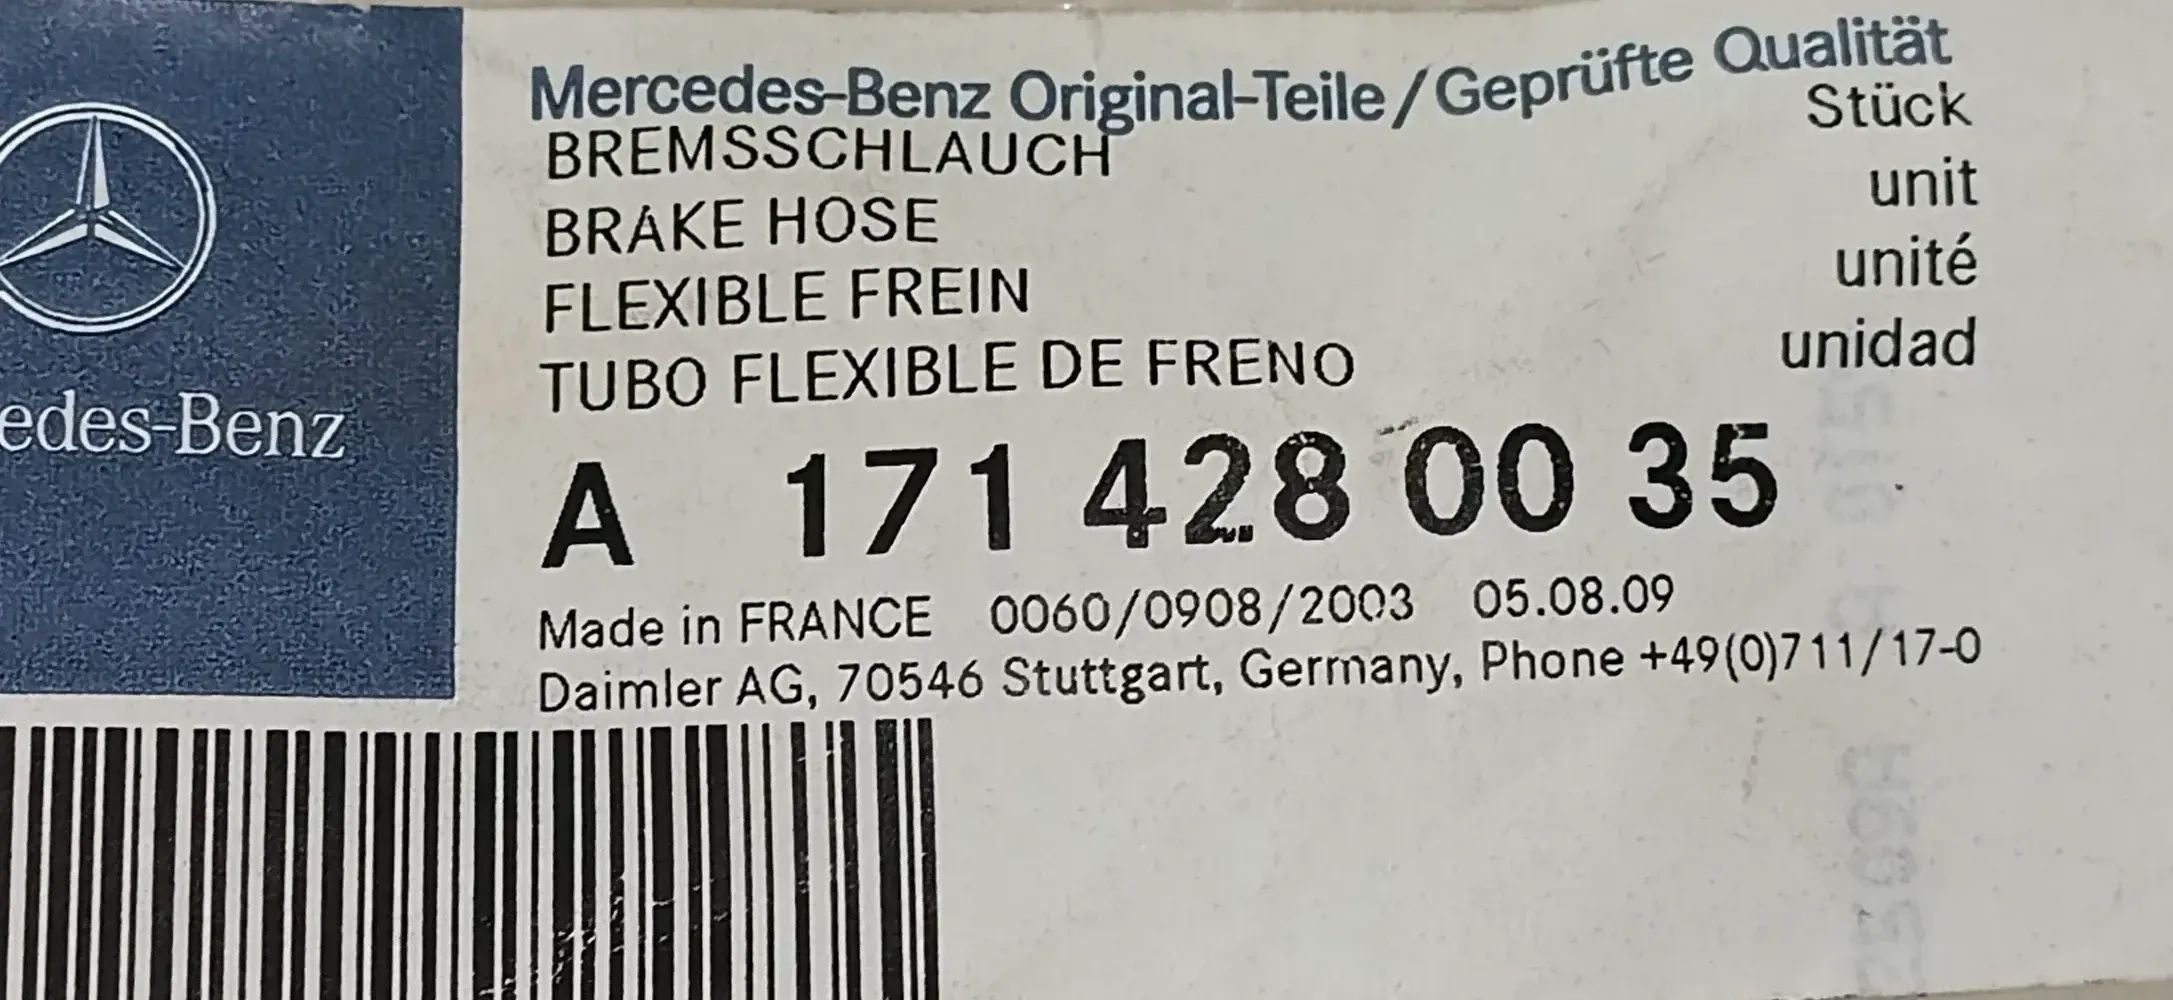 Mercedes-Benz Original-Teile/Geprüfte Qualität
BREMSSCHLAUCH Stück
BRAKE HOSE unit
FLEXIBLE FREIN unité
TUBO FLEXIBLE DE FRENO unidad
edes-Benz
A 171 428 00 35
Made in FRANCE 0060/0908/2003 05.08.09
Daimler AG, 70546 Stuttgart, Germany, Phone +49(0)711/17-0